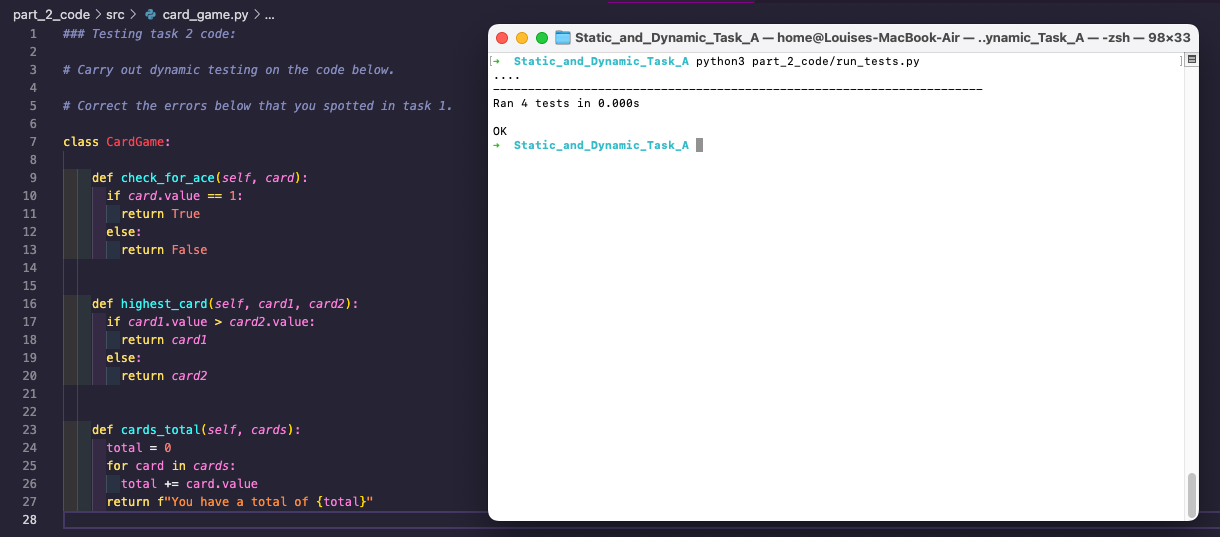 part_2_code > src > card_game.py > ...
1 ### Testing task 2 code:
2
3 # Carry out dynamic testing on the code below.
4
5 # Correct the errors below that you spotted in task 1.
6
7 class CardGame:
8
9 def check_for_ace(self, card):
10 if card.value == 1:
11 return True
12 else:
13 return False
14
15
16 def highest_card(self, card1, card2):
17 if card1.value > card2.value:
18 return card1
19 else:
20 return card2
21
22
23 def cards_total(self, cards):
24 total = 0
25 for card in cards:
26 total += card.value
27 return f"You have a total of {total}"
28
Static_and_Dynamic_Task_A — home@Louises-MacBook-Air — ..ynamic_Task_A — -zsh — 98×33
[→ Static_and_Dynamic_Task_A python3 part_2_code/run_tests.py ]
....
----------------------------------------------------------------------
Ran 4 tests in 0.000s
OK
→ Static_and_Dynamic_Task_A